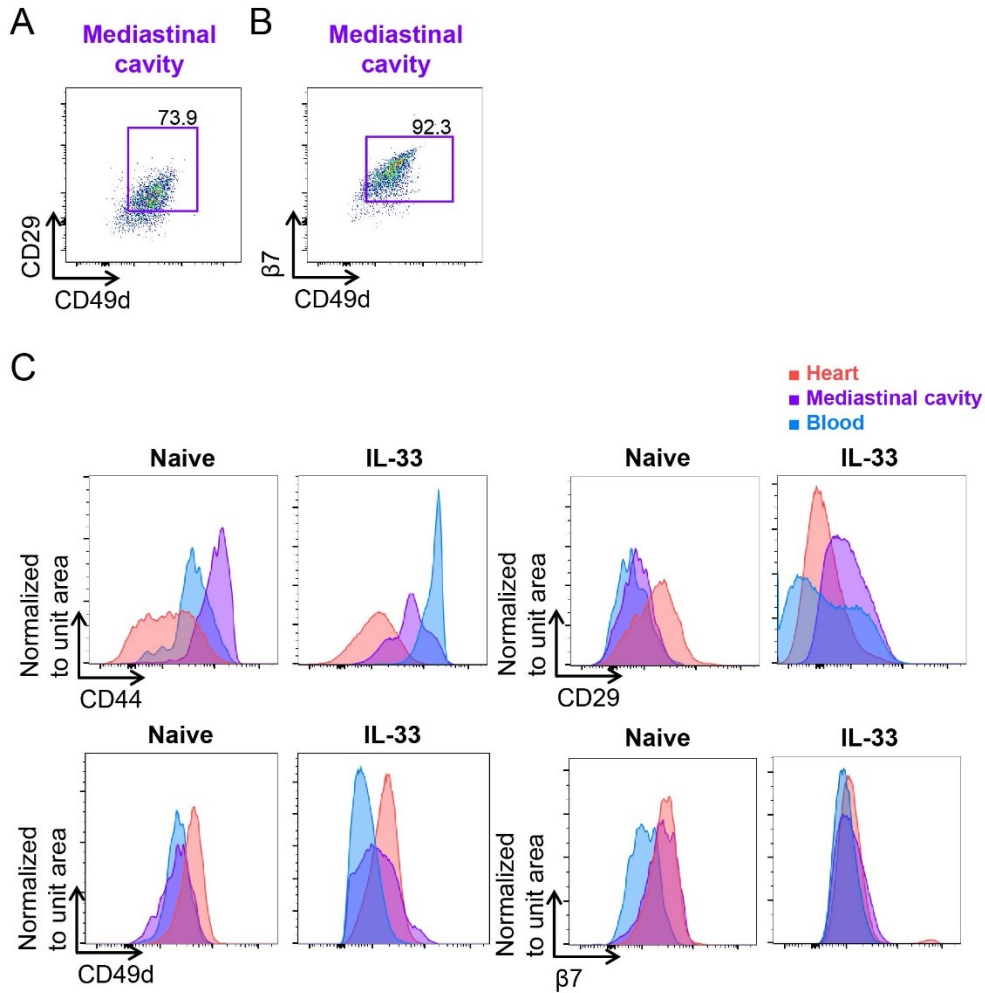 A
Mediastinal
cavity
73.9
CD29
CD49d
B
Mediastinal
cavity
92.3
β7
CD49d
C
Heart
Mediastinal cavity
Blood
Naive
IL-33
Normalized
to unit area
CD44
Naive
IL-33
Normalized
to unit area
CD29
Naive
IL-33
Normalized
to unit area
CD49d
Naive
IL-33
Normalized
to unit area
β7